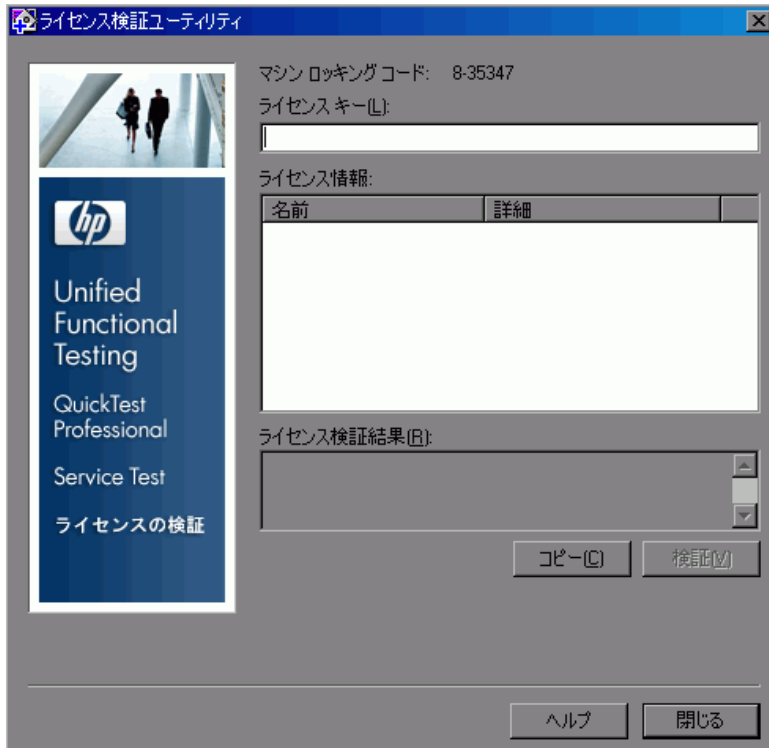 ライセンス検証ユーティリティ
マシン ロッキング コード: 8-35347
ライセンス キー(L):
ライセンス情報:
名前 詳細
ライセンス検証結果(R):
コピー(C) 検証(V)
hp
Unified
Functional
Testing
QuickTest
Professional
Service Test
ライセンスの検証
ヘルプ 閉じる